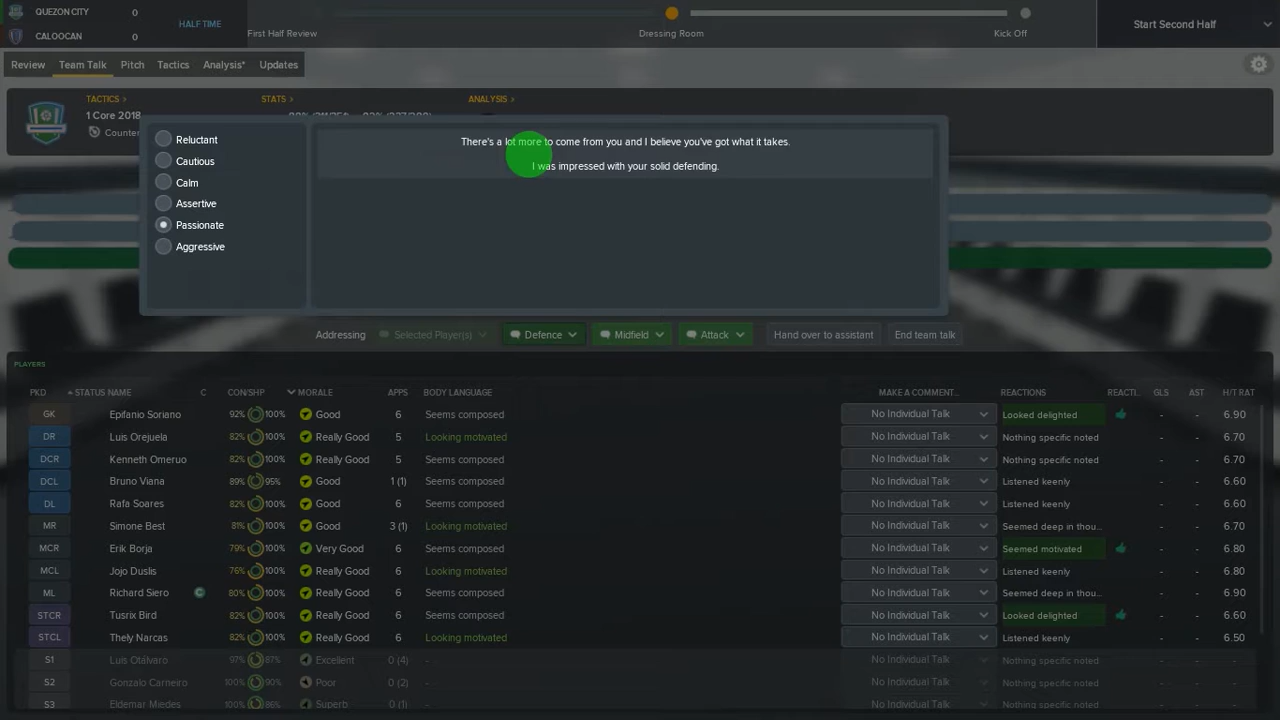 QUEZON CITY 0
CALOOCAN 0
HALF TIME
First Half Review
Dressing Room
Kick Off
Start Second Half
Review Team Talk Pitch Tactics Analysis* Updates
TACTICS > STATS > ANALYSIS >
1 Core 2018
Counter
Reluctant
Cautious
Calm
Assertive
Passionate
Aggressive
There's a lot more to come from you and I believe you've got what it takes.
I was impressed with your solid defending.
Addressing Selected Player(s) Defence Midfield Attack Hand over to assistant End team talk
PLAYERS
PKD STATUS NAME C CON/SHP MORALE APPS BODY LANGUAGE MAKE A COMMENT... REACTIONS REACTI... GLS AST H/T RAT
GK Epifanio Soriano 92% 100% Good 6 Seems composed No Individual Talk Looked delighted - - 6.90
DR Luis Orejuela 82% 100% Really Good 5 Looking motivated No Individual Talk Nothing specific noted - - 6.70
DCR Kenneth Omeruo 82% 100% Really Good 5 Seems composed No Individual Talk Nothing specific noted - - 6.70
DCL Bruno Viana 89% 95% Good 1 (1) Seems composed No Individual Talk Listened keenly - - 6.60
DL Rafa Soares 82% 100% Good 6 Seems composed No Individual Talk Listened keenly - - 6.60
MR Simone Best 81% 100% Good 3 (1) Looking motivated No Individual Talk Seemed deep in thou... - - 6.70
MCR Erik Borja 79% 100% Very Good 6 Seems composed No Individual Talk Seemed motivated - - 6.80
MCL Jojo Duslis 76% 100% Really Good 6 Looking motivated No Individual Talk Listened keenly - - 6.80
ML Richard Siero C 80% 100% Really Good 6 Seems composed No Individual Talk Seemed deep in thou... - - 6.90
STCR Tusrix Bird 82% 100% Really Good 6 Seems composed No Individual Talk Looked delighted - - 6.60
STCL Thely Narcas 82% 100% Really Good 6 Looking motivated No Individual Talk Listened keenly - - 6.50
S1 Luis Otálvaro 97% 87% Excellent 0 (4) - No Individual Talk Nothing specific noted - -
S2 Gonzalo Carneiro 100% 90% Poor 0 (2) - No Individual Talk Nothing specific noted - -
S3 Eldemar Miedes 100% 86% Superb 0 (1) - No Individual Talk Nothing specific noted - -